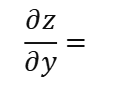 ∂z/∂y =